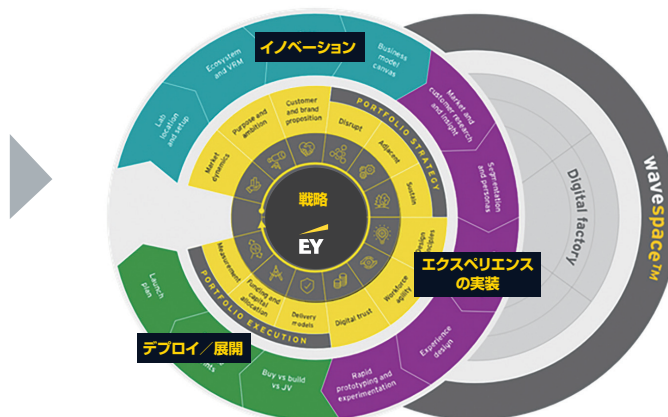 イノベーション
Lab
location
and setup
Ecosystem
and VRM
Business
model
canvas
Market and
customer research
and insight
Segmentation
and personas
エクスペリエンス
の実装
Experience
design
Rapid
prototyping and
experimentation
Buy vs build
vs JV
デプロイ／展開
Launch
plan
Market
dynamics
Purpose and
ambition
Customer
and brand
proposition
PORTFOLIO STRATEGY
Disrupt
Adjacent
Sustain
Workforce
agility
Digital trust
PORTFOLIO EXECUTION
Delivery
models
Funding and
capital
allocation
Measurement
戦略
EY
Digital factory
wavespace™